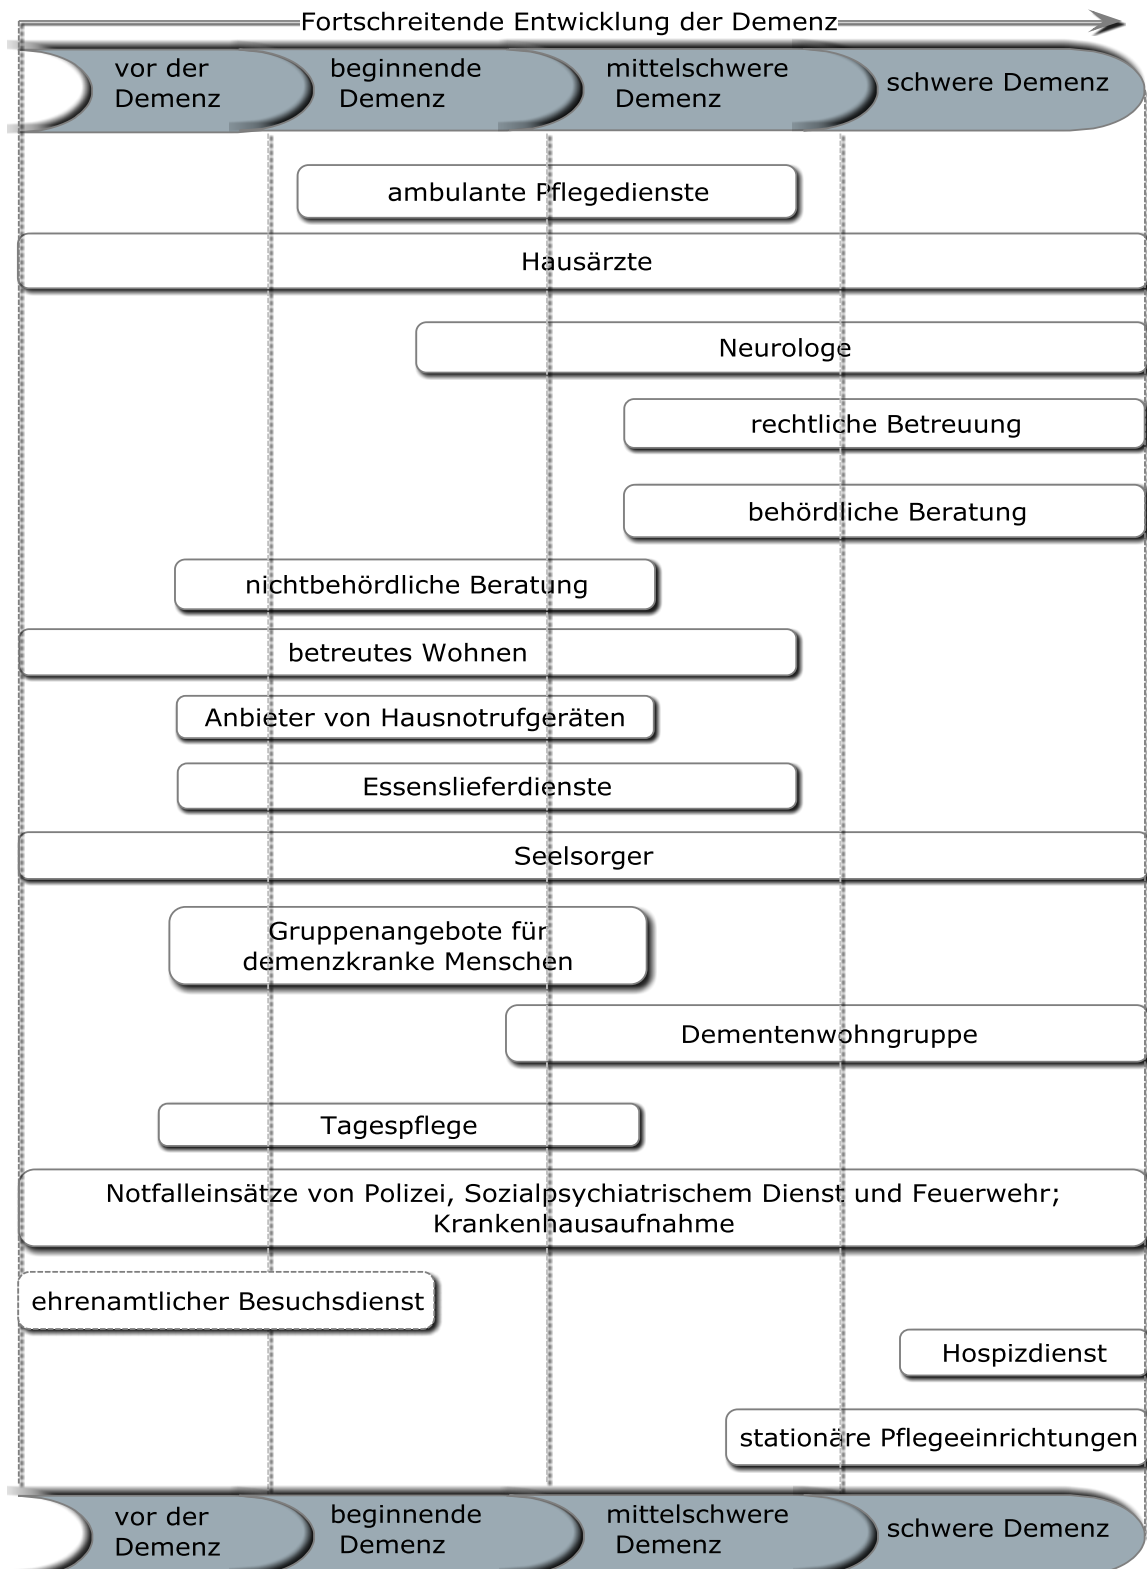 Fortschreitende Entwicklung der Demenz
vor der
Demenz
beginnende
Demenz
mittelschwere
Demenz
schwere Demenz
ambulante Pflegedienste
Hausärzte
Neurologe
rechtliche Betreuung
behördliche Beratung
nichtbehördliche Beratung
betreutes Wohnen
Anbieter von Hausnotrufgeräten
Essenslieferdienste
Seelsorger
Gruppenangebote für
demenzkranke Menschen
Dementenwohngruppe
Tagespflege
Notfalleinsätze von Polizei, Sozialpsychiatrischem Dienst und Feuerwehr;
Krankenhausaufnahme
ehrenamtlicher Besuchsdienst
Hospizdienst
stationäre Pflegeeinrichtungen
vor der
Demenz
beginnende
Demenz
mittelschwere
Demenz
schwere Demenz